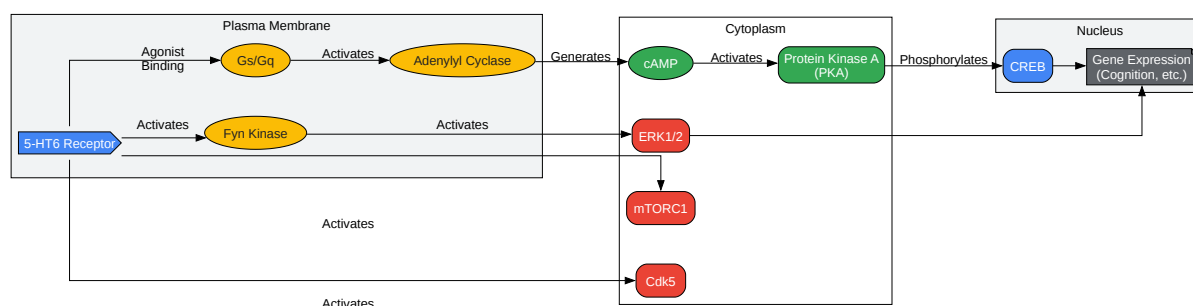 Plasma Membrane
Cytoplasm
Nucleus
Agonist
Binding
Gs/Gq
Activates
Adenylyl Cyclase
Generates
cAMP
Activates
Protein Kinase A
(PKA)
Phosphorylates
CREB
Gene Expression
(Cognition, etc.)
5-HT6 Receptor
Activates
Fyn Kinase
Activates
ERK1/2
mTORC1
Activates
Cdk5
Activates